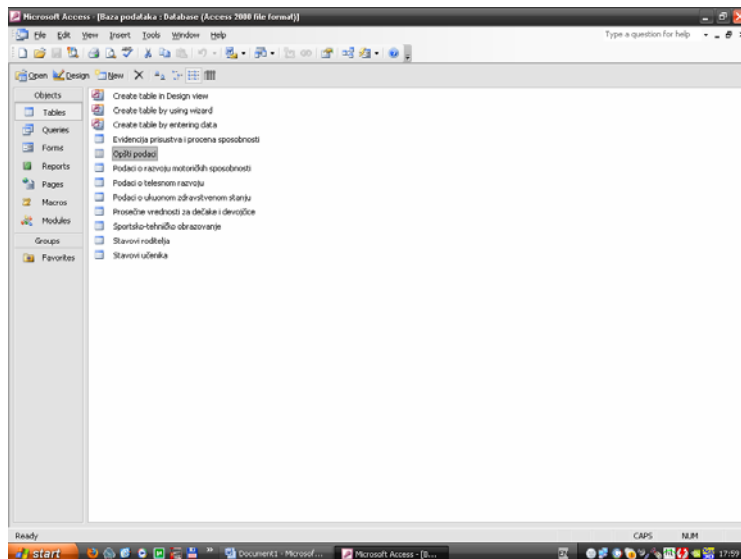 Microsoft Access - [Baza podataka : Database (Access 2000 file format)]
File Edit View Insert Tools Window Help
Type a question for help
Open Design New
Objects
Tables
Queries
Forms
Reports
Pages
Macros
Modules
Groups
Favorites
Create table in Design view
Create table by using wizard
Create table by entering data
Evidencija prisustva i procena sposobnosti
Opšti podaci
Podaci o razvoju motoričkih sposobnosti
Podaci o telesnom razvoju
Podaci o ukuonom zdravstvenom stanju
Prosečne vrednosti za dečake i devojčice
Sportsko-tehničko obrazovanje
Stavovi roditelja
Stavovi učenika
Ready
CAPS NUM
start
Document1 - Microsof...
Microsoft Access - [B...
17:59